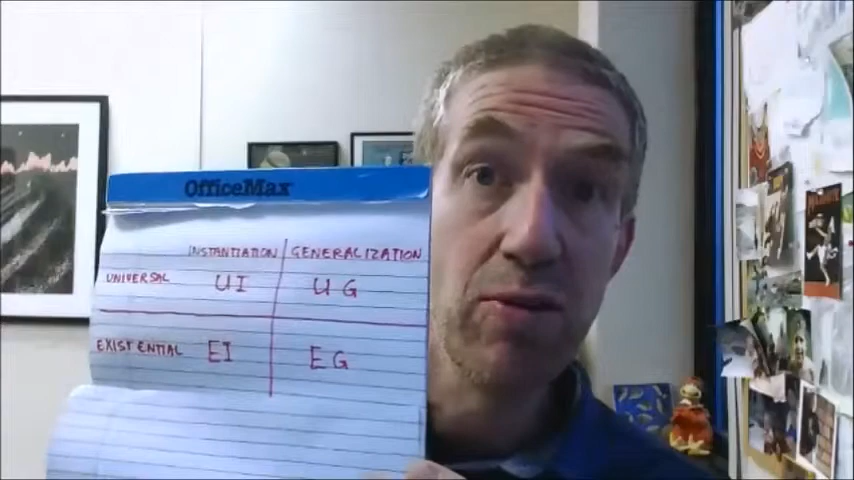 OfficeMax
INSTANTIATION GENERALIZATION
UNIVERSAL UI UG
EXISTENTIAL EI EG